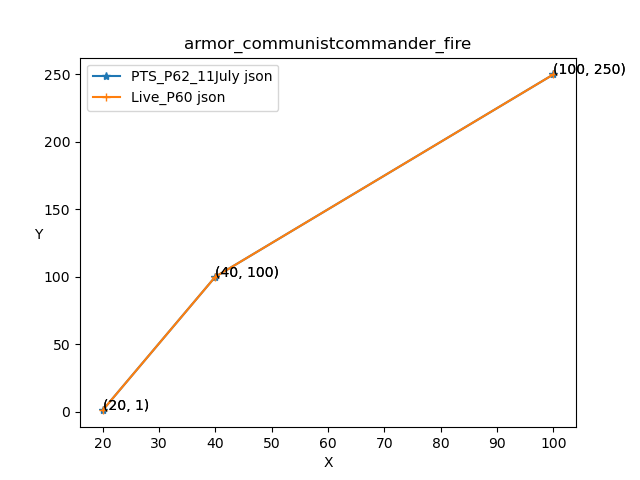 armor_communistcommander_fire
PTS_P62_11July json
Live_P60 json
(100, 250)
(40, 100)
(20, 1)
250
200
150
100
50
0
Y
20 30 40 50 60 70 80 90 100
X